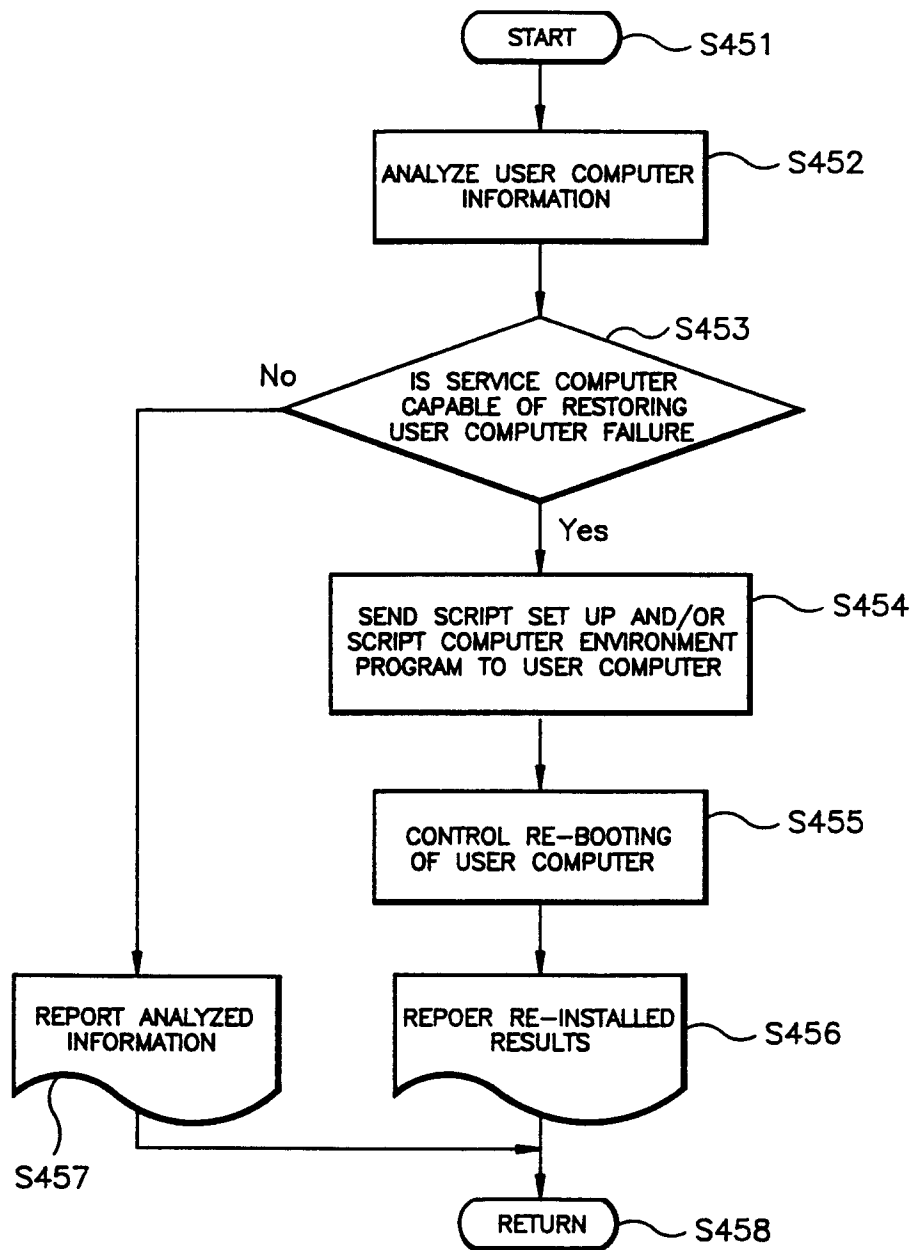 START
S451
ANALYZE USER COMPUTER
INFORMATION
S452
S453
No
IS SERVICE COMPUTER
CAPABLE OF RESTORING
USER COMPUTER FAILURE
Yes
SEND SCRIPT SET UP AND/OR
SCRIPT COMPUTER ENVIRONMENT
PROGRAM TO USER COMPUTER
S454
CONTROL RE-BOOTING
OF USER COMPUTER
S455
REPORT ANALYZED
INFORMATION
S457
REPOER RE-INSTALLED
RESULTS
S456
RETURN
S458